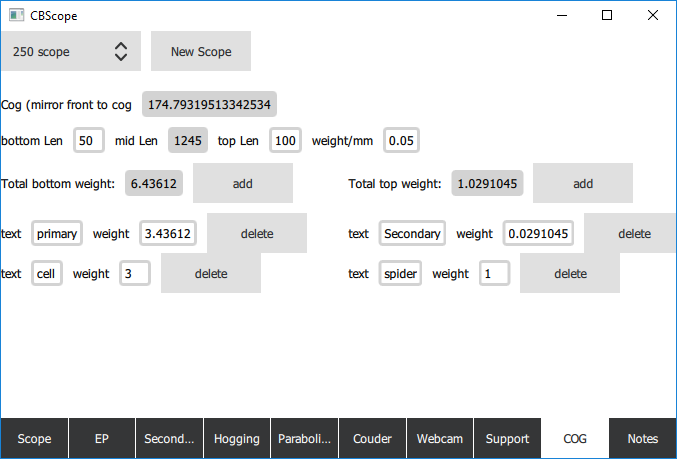 CBScope
250 scope New Scope
Cog (mirror front to cog 174.79319513342534
bottom Len 50 mid Len 1245 top Len 100 weight/mm 0.05
Total bottom weight: 6.43612 add Total top weight: 1.0291045 add
text primary weight 3.43612 delete text Secondary weight 0.0291045 delete
text cell weight 3 delete text spider weight 1 delete
Scope EP Second... Hogging Paraboli... Couder Webcam Support COG Notes